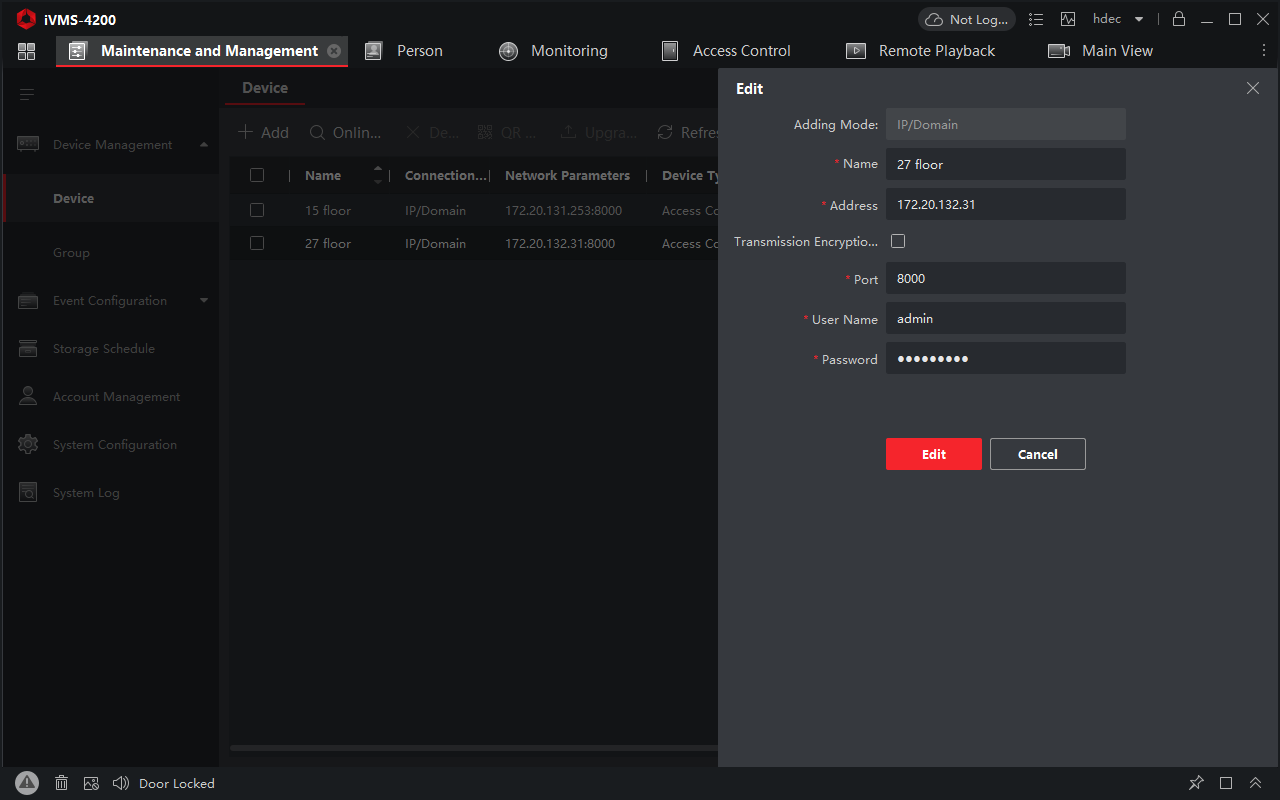 iVMS-4200
Not Log...
hdec
Maintenance and Management
Person
Monitoring
Access Control
Remote Playback
Main View
Device Management
Device
Group
Event Configuration
Storage Schedule
Account Management
System Configuration
System Log
Device
Add
Onlin...
De...
QR ...
Upgra...
Refres
Name
Connection...
Network Parameters
Device Ty
15 floor
IP/Domain
172.20.131.253:8000
Access Co
27 floor
IP/Domain
172.20.132.31:8000
Access Co
Edit
Adding Mode: IP/Domain
* Name 27 floor
* Address 172.20.132.31
Transmission Encryptio...
* Port 8000
* User Name admin
* Password ●●●●●●●●●
Edit
Cancel
Door Locked